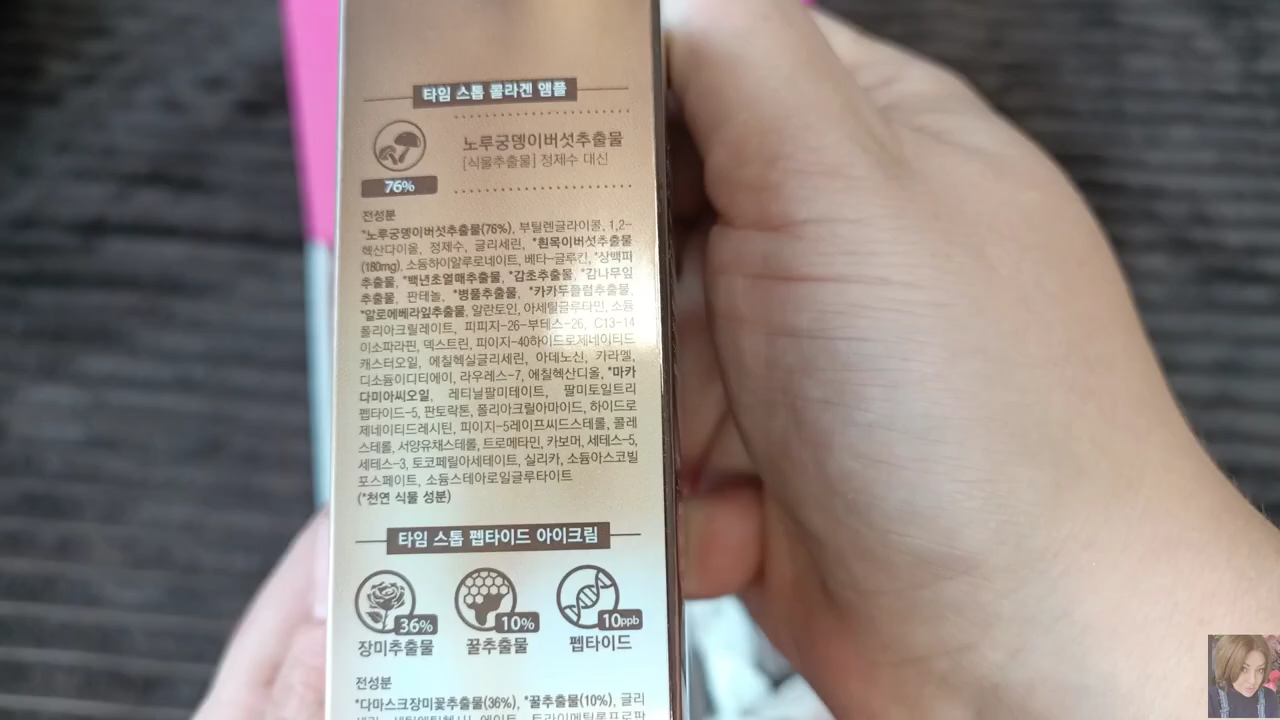 타임 스톱 콜라겐 앰플
노루궁뎅이버섯추출물
[식물추출물] 정제수 대신
76%
전성분
*노루궁뎅이버섯추출물(76%), 부틸렌글라이콜, 1,2-
헥산다이올, 정제수, 글리세린, *흰목이버섯추출물
(180mg), 소듐하이알루로네이트, 베타-글루칸, *상백피
추출물, *백년초열매추출물, *감초추출물, *감나무잎
추출물, 판테놀, *병풀추출물, *카카두플럼추출물,
*알로에베라잎추출물, 알란토인, 아세틸글루타민, 소듐
폴리아크릴레이트, 피피지-26-부테스-26, C13-14
이소파라핀, 덱스트린, 피이지-40하이드로제네이티드
캐스터오일, 에칠헥실글리세린, 아데노신, 카라멜,
디소듐이디티에이, 라우레스-7, 에칠헥산디올, *마카
다미아씨오일, 레티닐팔미테이트, 팔미토일트리
펩타이드-5, 판토락톤, 폴리아크릴아마이드, 하이드로
제네이티드레시틴, 피이지-5레이프씨드스테롤, 콜레
스테롤, 서양유채스테롤, 트로메타민, 카보머, 세테스-5,
세테스-3, 토코페릴아세테이트, 실리카, 소듐아스코빌
포스페이트, 소듐스테아로일글루타이트
(*천연 식물 성분)
타임 스톱 펩타이드 아이크림
36% 10% 10ppb
장미추출물 꿀추출물 펩타이드
전성분
*다마스크장미꽃추출물(36%), *꿀추출물(10%), 글리